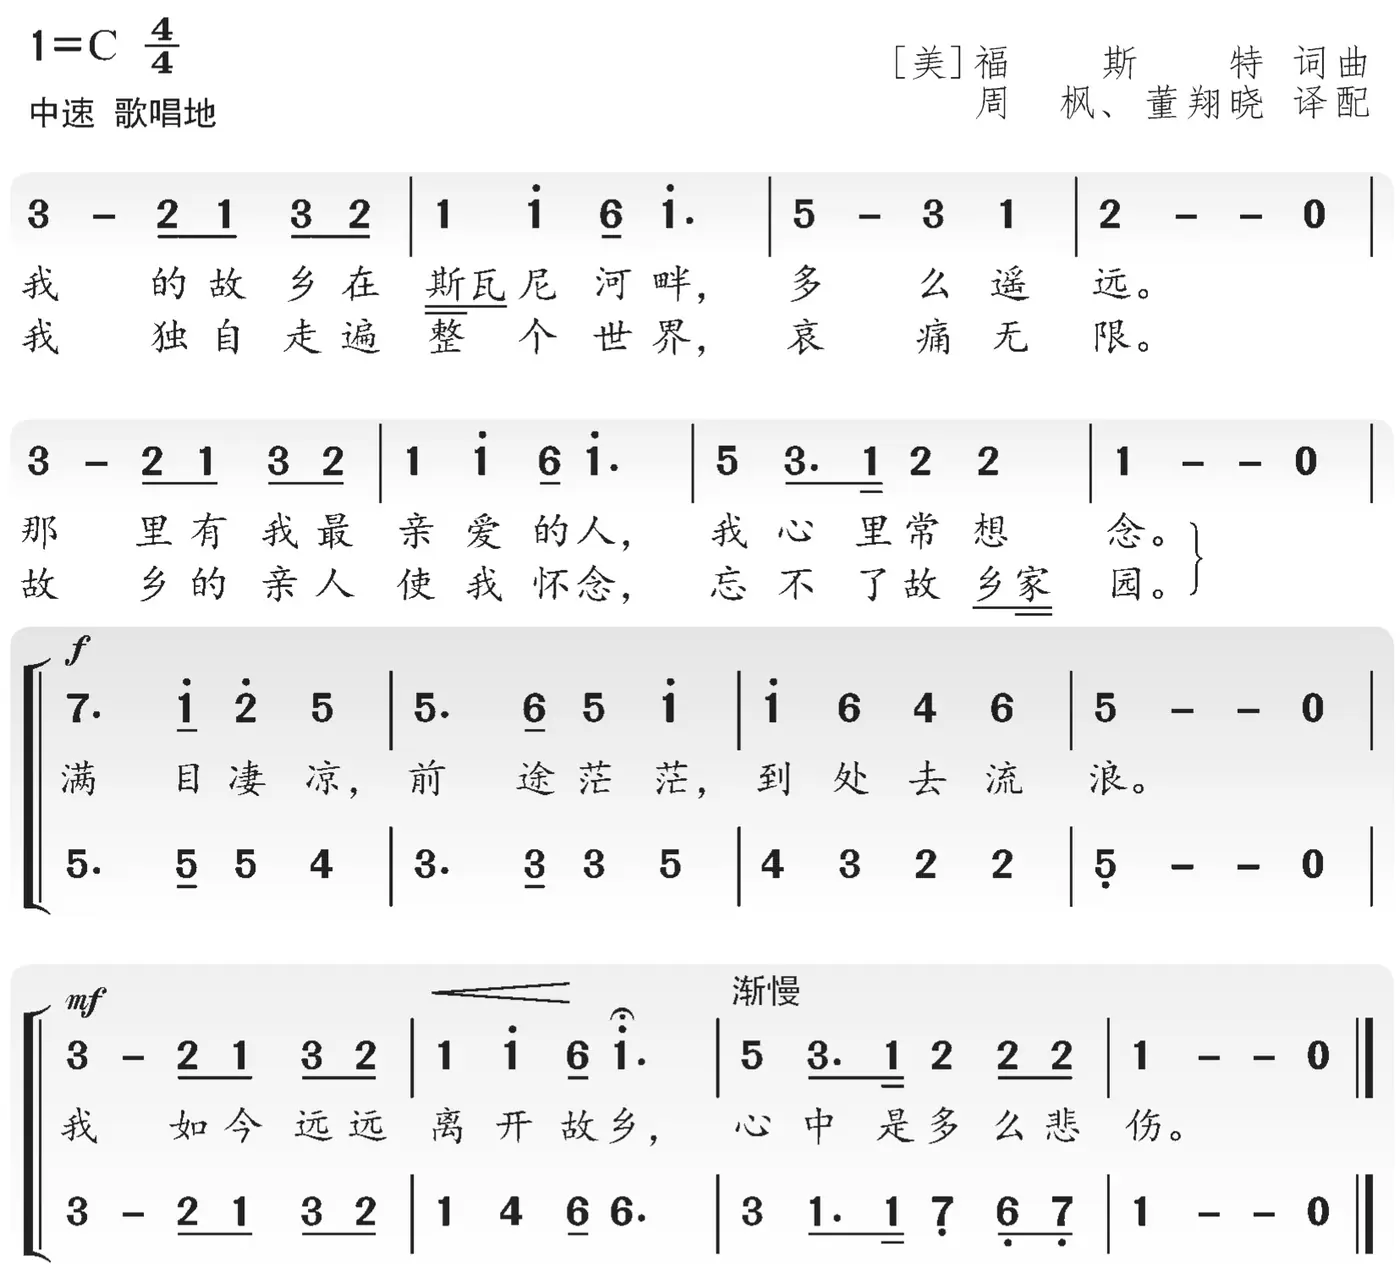 1=C 4/4
[美]福 斯 特 词曲
中速 歌唱地
周 枫、董翔晓 译配
3 - 2 1 3 2 | 1 i̇ 6 i̇. | 5 - 3 1 | 2 - - 0 |
我 的故 乡在 斯瓦尼 河畔, 多 么遥 远。
我 独自 走遍 整 个 世界, 哀 痛无 限。
3 - 2 1 3 2 | 1 i̇ 6 i̇. | 5 3. 1 2 2 | 1 - - 0 |
那 里有 我最 亲爱 的人, 我心 里常想 念。
故 乡的 亲人 使我 怀念, 忘不 了故乡家 园。
f
7. i̇ 2̇ 5 | 5. 6 5 i̇ | i̇ 6 4 6 | 5 - - 0 |
满 目凄凉, 前 途茫茫, 到处去流 浪。
5. 5 5 4 | 3. 3 3 5 | 4 3 2 2 | 5̣ - - 0 |
mf 渐慢
3 - 2 1 3 2 | 1 i̇ 6 i̇. | 5 3. 1 2 2 2 | 1 - - 0 ‖
我 如今 远远 离开 故乡, 心中 是多么悲 伤。
3 - 2 1 3 2 | 1 4 6 6. | 3 1. 1 7̣ 6̣ 7̣ | 1 - - 0 ‖